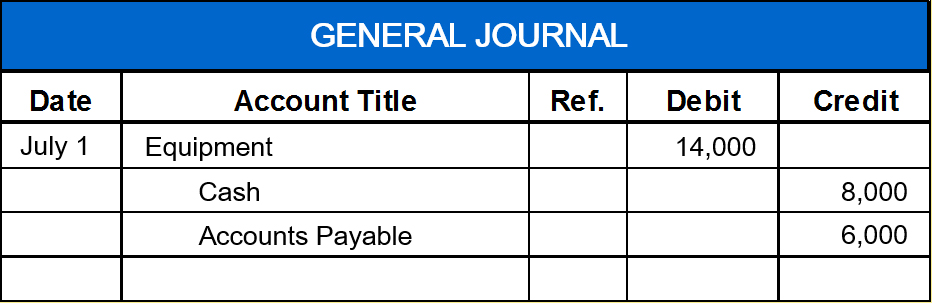 GENERAL JOURNAL
Date Account Title Ref. Debit Credit
July 1 Equipment 14,000
Cash 8,000
Accounts Payable 6,000